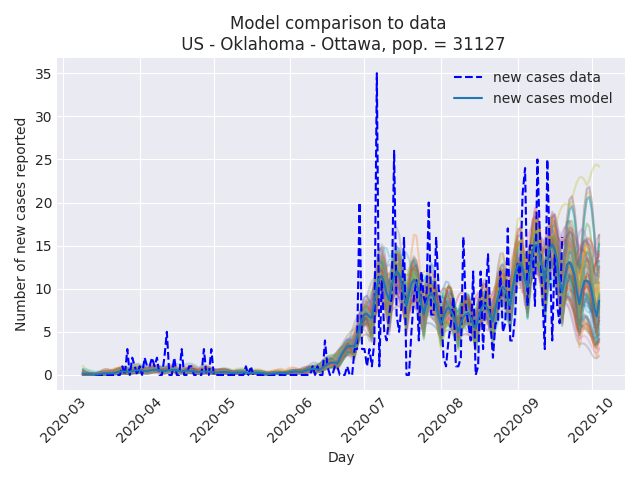 Model comparison to data
US - Oklahoma - Ottawa, pop. = 31127
new cases data
new cases model
Number of new cases reported
35
30
25
20
15
10
5
0
2020-03
2020-04
2020-05
2020-06
2020-07
2020-08
2020-09
2020-10
Day